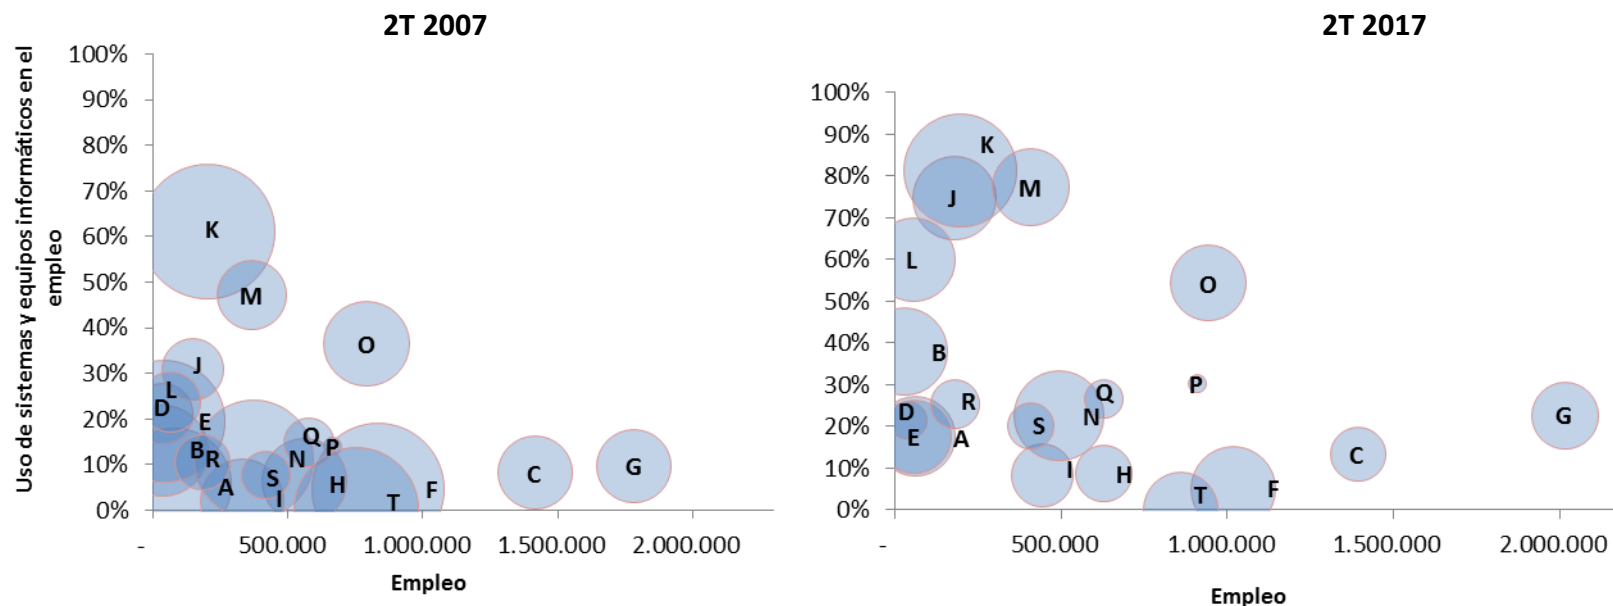 2T 2007
Uso de sistemas y equipos informáticos en el
empleo
100%
90%
80%
70%
60%
50%
40%
30%
20%
10%
0%
K
M
O
J
L
D
E
B
R
A
S
I
Q
P
N
H
T
F
C
G
-
500.000
1.000.000
1.500.000
2.000.000
Empleo
2T 2017
100%
90%
80%
70%
60%
50%
40%
30%
20%
10%
0%
K
J
M
L
O
B
P
Q
R
D
E
A
S
N
G
I
H
C
T
F
-
500.000
1.000.000
1.500.000
2.000.000
Empleo